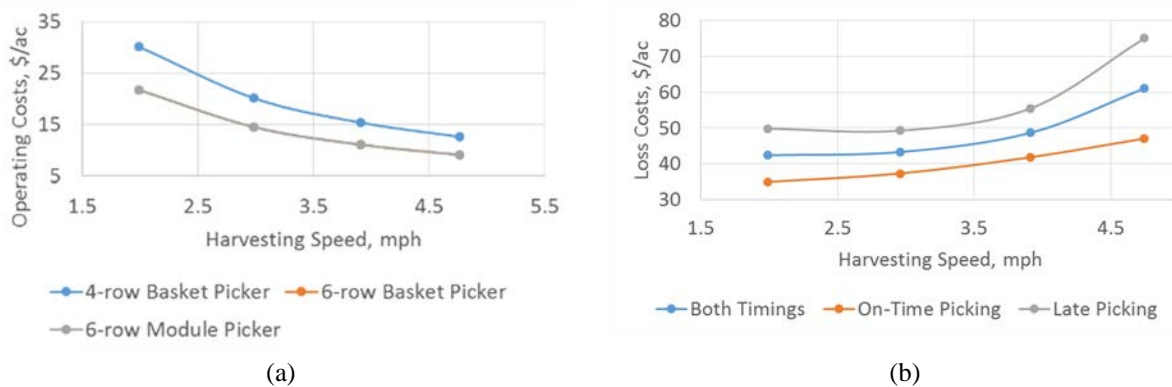 Operating Costs, $/ac
35
25
15
5
1.5 2.5 3.5 4.5 5.5
Harvesting Speed, mph
4-row Basket Picker 6-row Basket Picker
6-row Module Picker
(a)
Loss Costs, $/ac
80
70
60
50
40
30
1.5 2.5 3.5 4.5
Harvesting Speed, mph
Both Timings On-Time Picking Late Picking
(b)